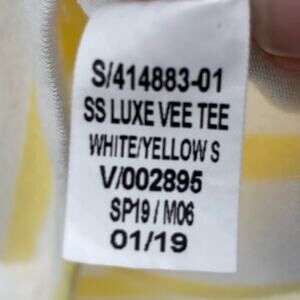 S/414883-01
SS LUXE VEE TEE
WHITE/YELLOW S
V/002895
SP19 / M06
01/19